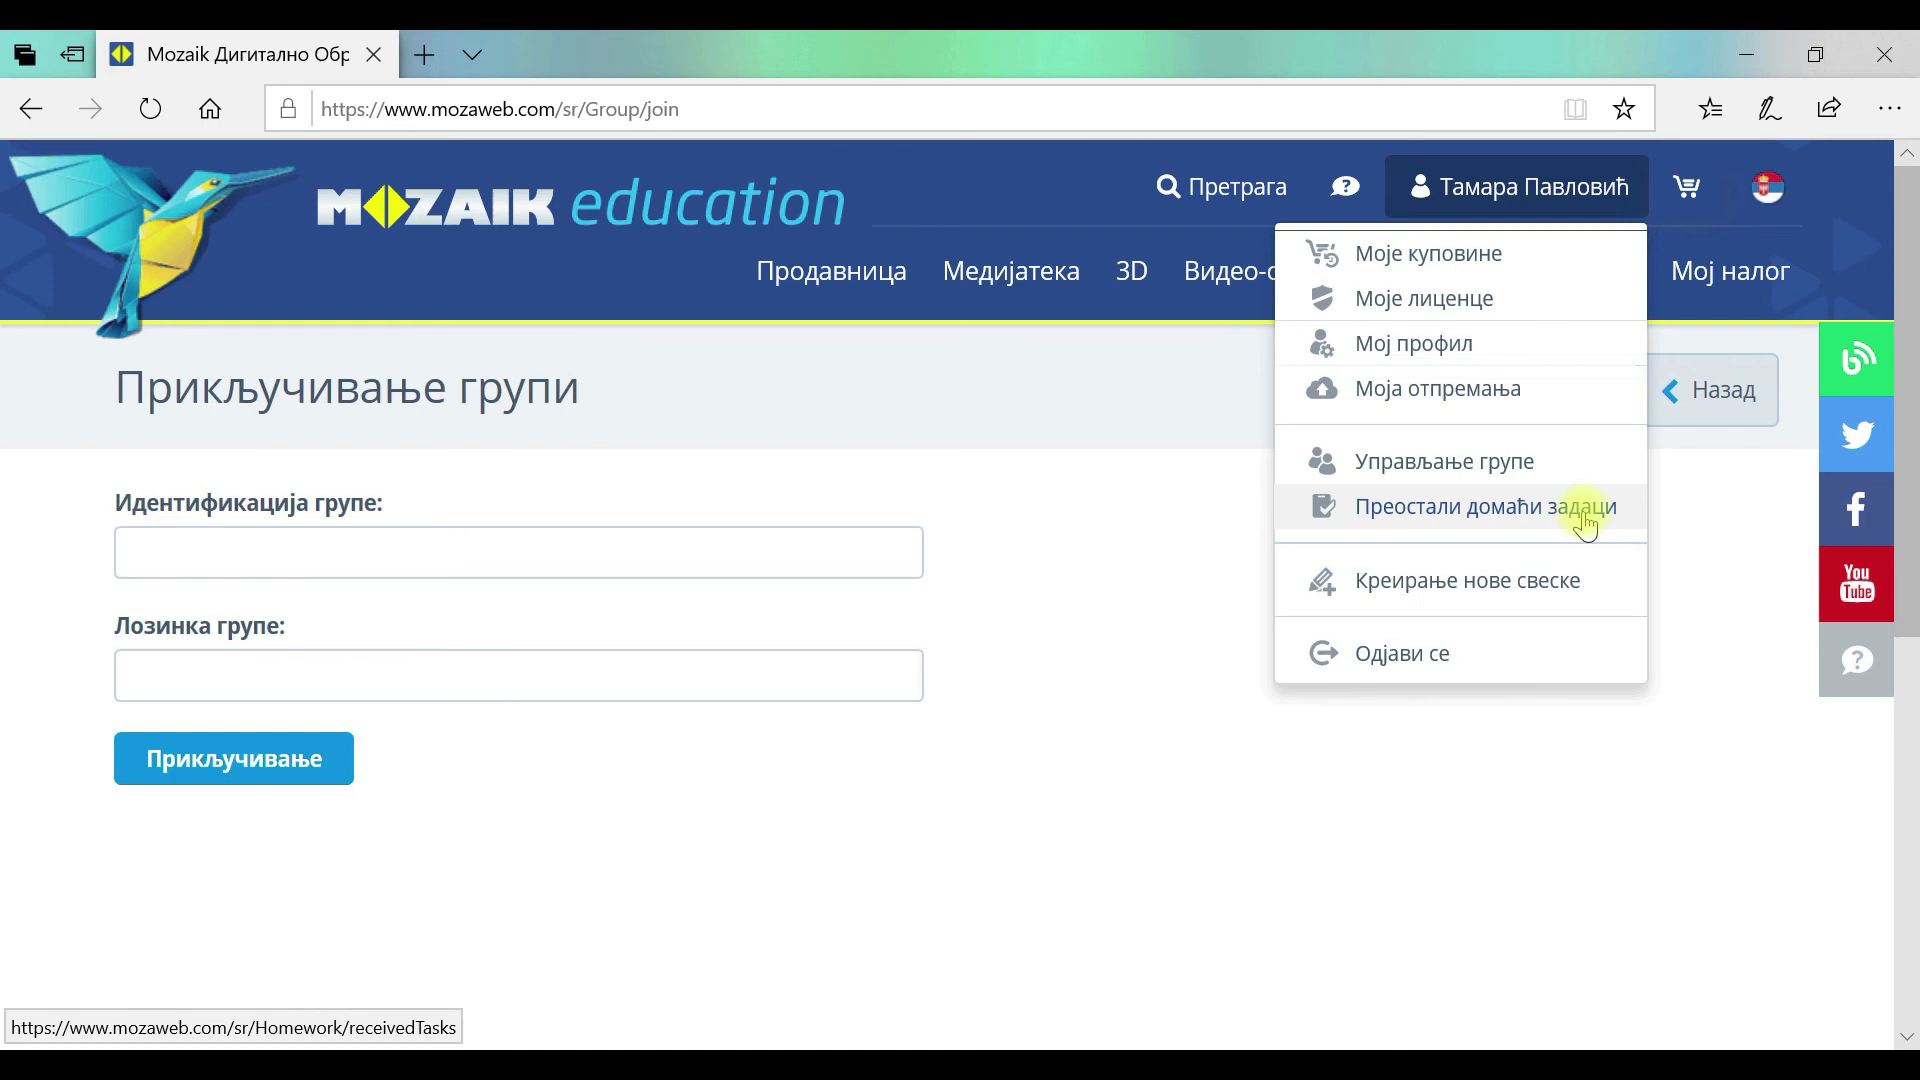 Mozaik Дигитално Обр
https://www.mozaweb.com/sr/Group/join
MOZAIK education
Претрага
Тамара Павловић
Продавница
Медијатека
3D
Видео-с
Мој налог
Моје куповине
Моје лиценце
Мој профил
Моја отпремања
Управљање групе
Преостали домаћи задаци
Креирање нове свеске
Одјави се
Прикључивање групи
Назад
Идентификација групе:
Лозинка групе:
Прикључивање
You
Tube
https://www.mozaweb.com/sr/Homework/receivedTasks